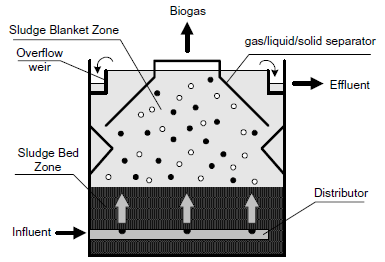 Biogas
Sludge Blanket Zone
gas/liquid/solid separator
Overflow
weir
Effluent
Sludge Bed
Zone
Distributor
Influent